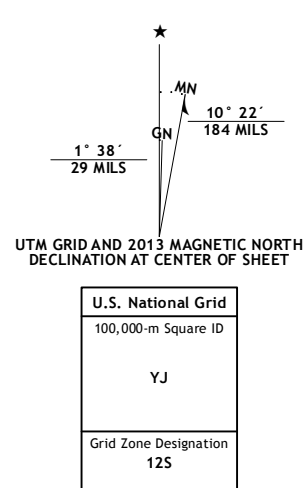 ★
MN
GN
10° 22´
184 MILS
1° 38´
29 MILS
UTM GRID AND 2013 MAGNETIC NORTH
DECLINATION AT CENTER OF SHEET
U.S. National Grid
100,000-m Square ID
YJ
Grid Zone Designation
12S